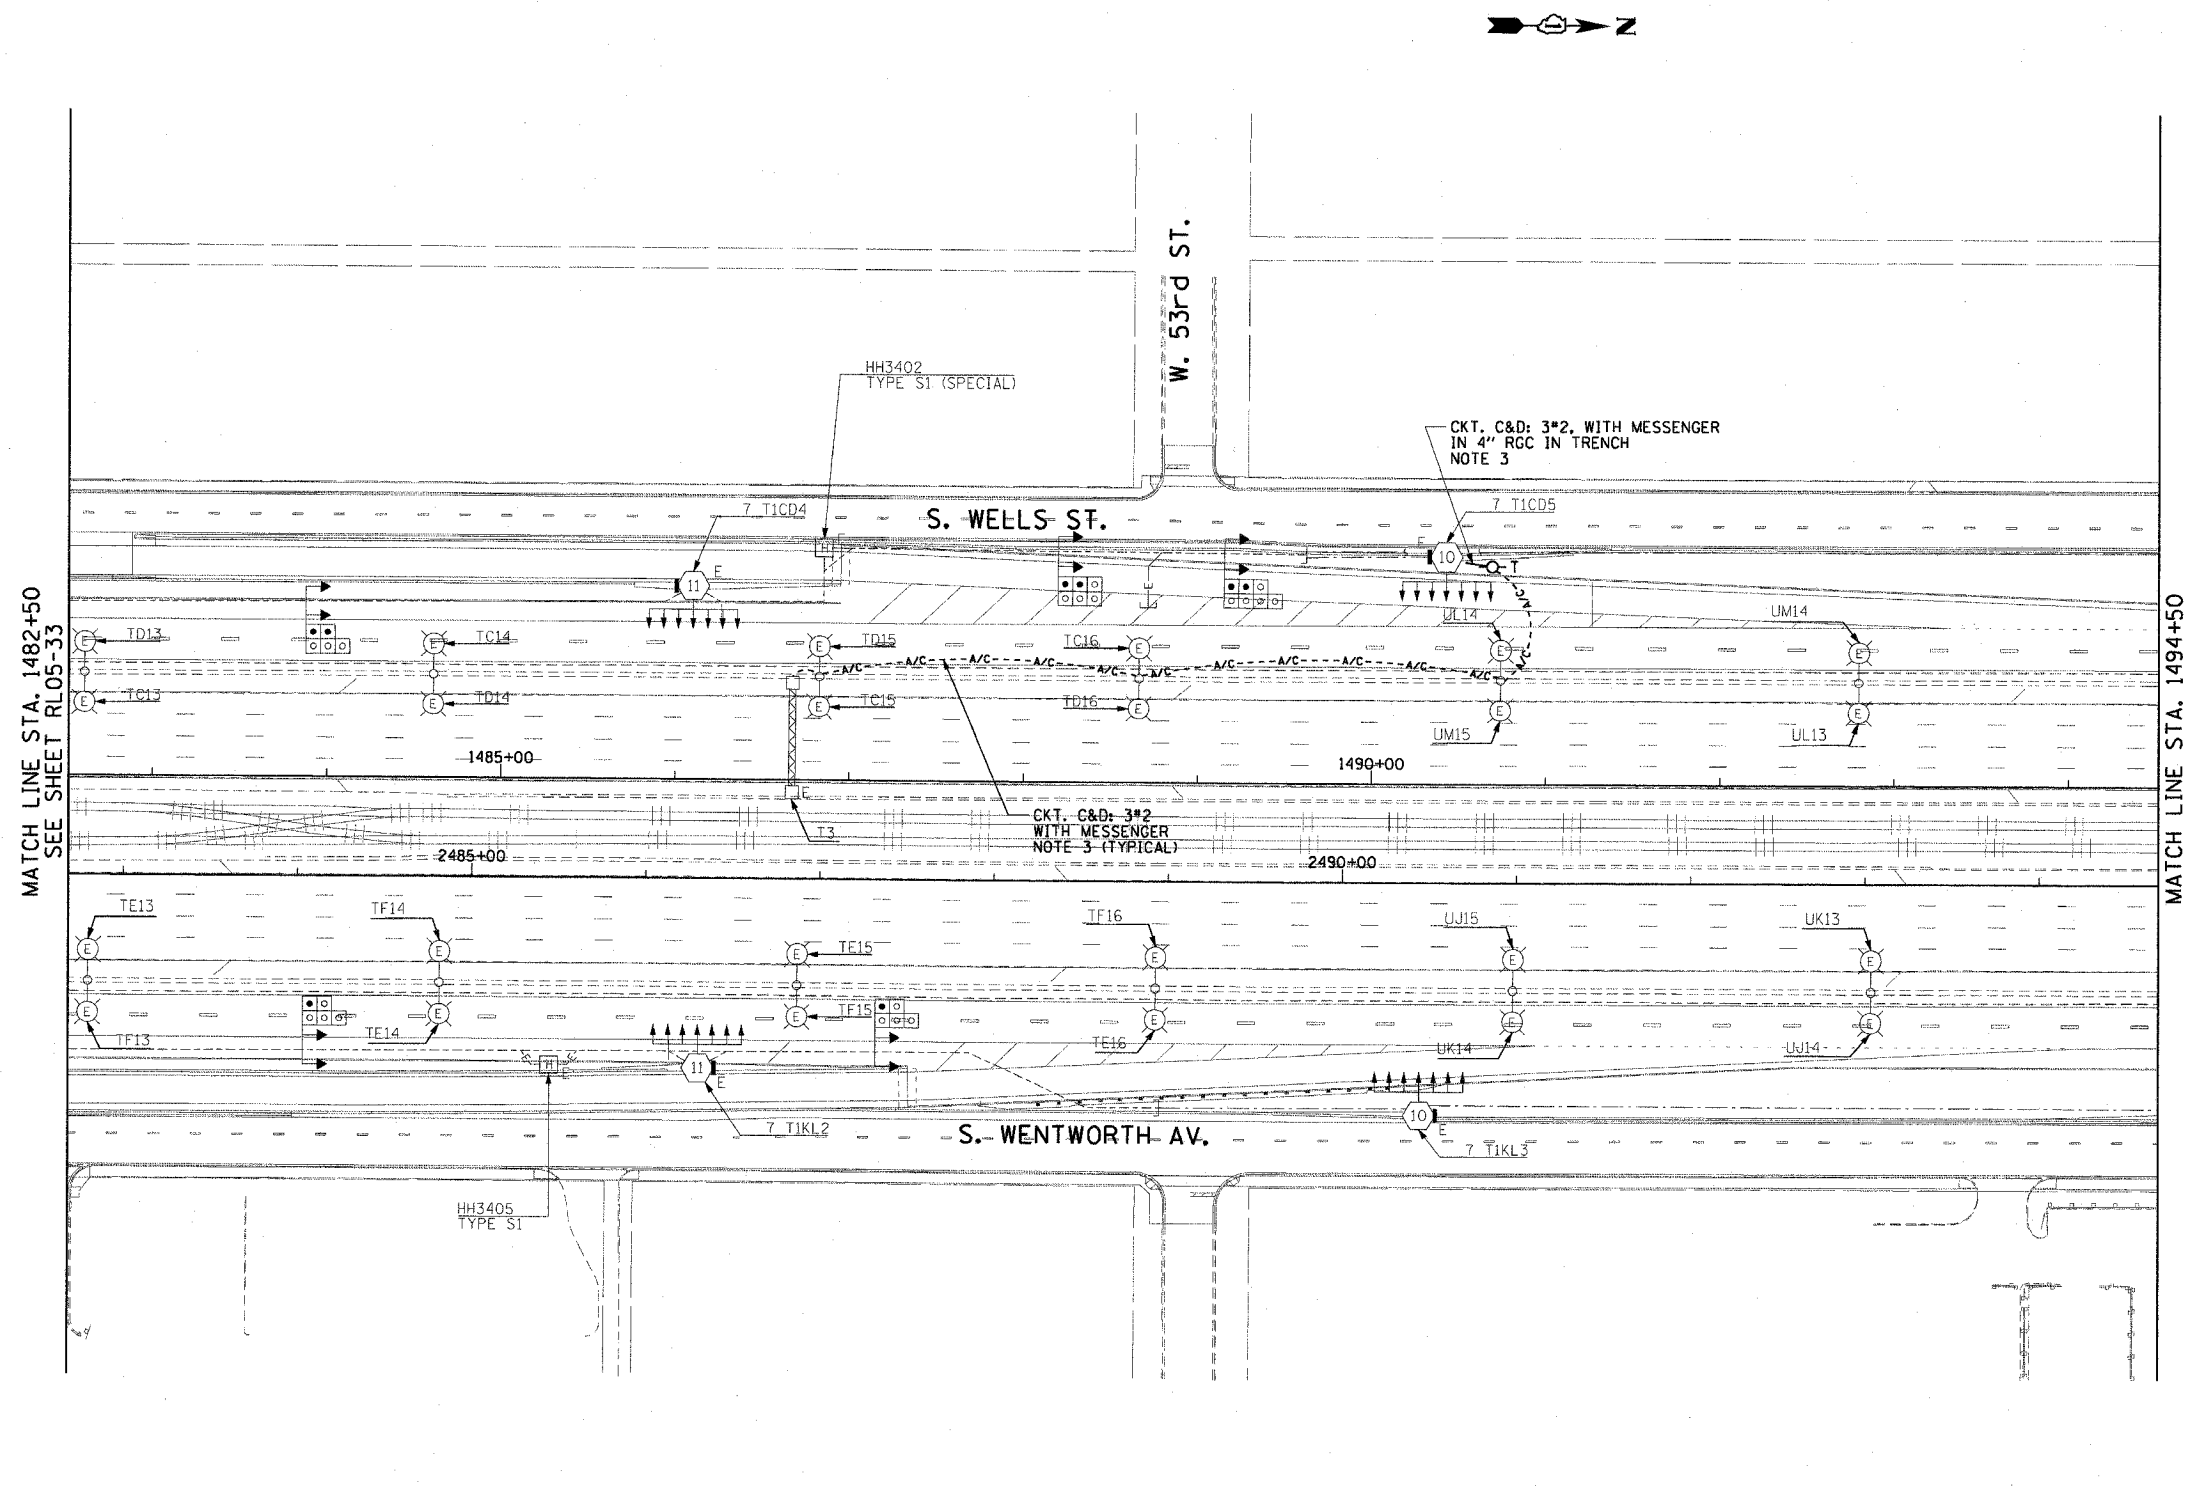 N
W. 53rd ST.
HH3402
TYPE S1 (SPECIAL)
CKT. C&D: 3#2, WITH MESSENGER
IN 4" RGC IN TRENCH
NOTE 3
7 T1CD4
S. WELLS ST.
7 T1CD5
11
E
E
10
T
H
TD13
TC14
TD15
TC16
UL14
UM14
E
E
E
E
E
E
A/C
A/C
A/C
A/C
A/C
A/C
A/C
A/C
A/C
A/C
A/C
A/C
A/C
TC13
TD14
TC15
TD16
UM15
UL13
E
E
E
E
E
E
MATCH LINE STA. 1482+50
SEE SHEET RL05-33
MATCH LINE STA. 1494+50
1485+00
1490+00
E
T3
CKT. C&D: 3#2
WITH MESSENGER
NOTE 3 (TYPICAL)
2485+00
2490+00
TE13
TF14
TE15
TF16
UJ15
UK13
E
E
E
E
E
E
TF13
TE14
TF15
TE16
UK14
UJ14
E
E
E
E
E
E
H
E
11
E
10
E
7 T1KL2
S. WENTWORTH AV.
7 T1KL3
HH3405
TYPE S1